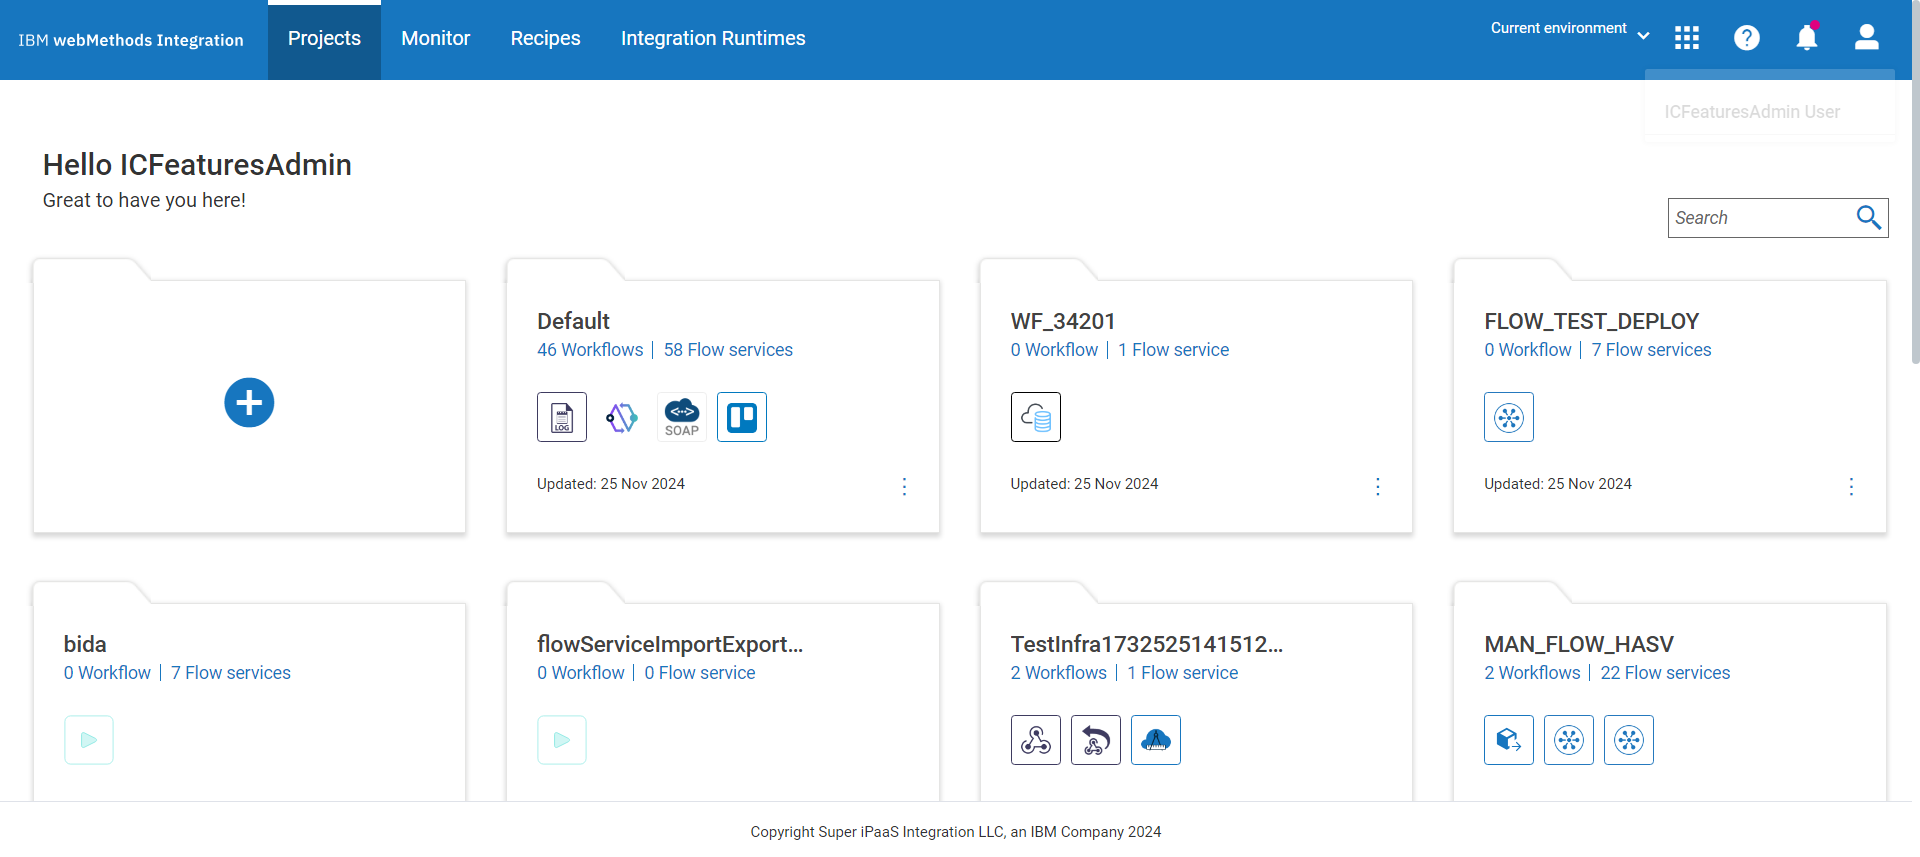 IBM webMethods Integration
Projects
Monitor
Recipes
Integration Runtimes
Current environment
?
ICFeaturesAdmin User
Hello ICFeaturesAdmin
Great to have you here!
Search
Default
46 Workflows | 58 Flow services
LOG
SOAP
Updated: 25 Nov 2024
WF_34201
0 Workflow | 1 Flow service
Updated: 25 Nov 2024
FLOW_TEST_DEPLOY
0 Workflow | 7 Flow services
Updated: 25 Nov 2024
bida
0 Workflow | 7 Flow services
flowServiceImportExport...
0 Workflow | 0 Flow service
TestInfra1732525141512...
2 Workflows | 1 Flow service
MAN_FLOW_HASV
2 Workflows | 22 Flow services
Copyright Super iPaaS Integration LLC, an IBM Company 2024